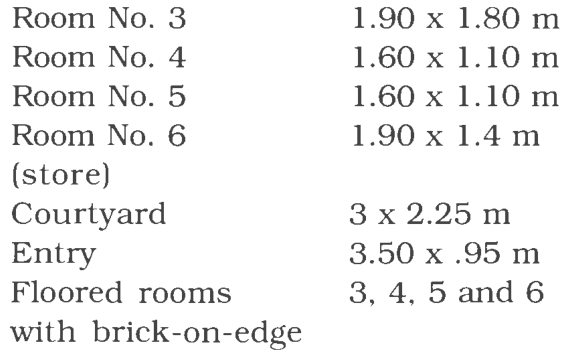 Room No. 3 1.90 x 1.80 m
Room No. 4 1.60 x 1.10 m
Room No. 5 1.60 x 1.10 m
Room No. 6 1.90 x 1.4 m
(store)
Courtyard 3 x 2.25 m
Entry 3.50 x .95 m
Floored rooms 3, 4, 5 and 6
with brick-on-edge